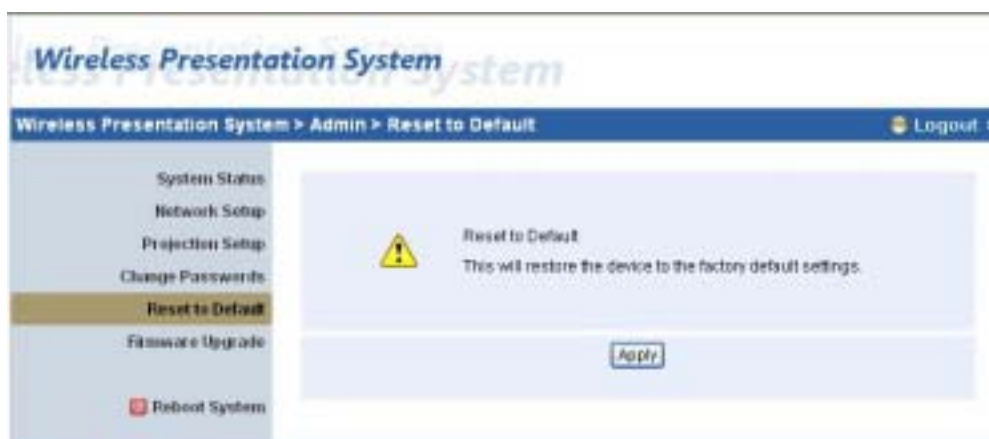 Wireless Presentation System
Wireless Presentation System > Admin > Reset to Default
Logout
System Status
Network Setup
Projection Setup
Change Passwords
Reset to Default
Firmware Upgrade
Reboot System
Reset to Default
This will restore the device to the factory default settings.
Apply